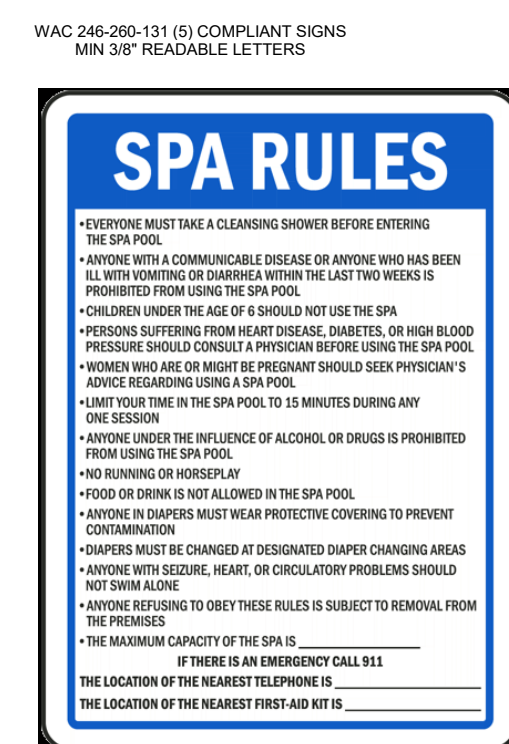 WAC 246-260-131 (5) COMPLIANT SIGNS
MIN 3/8" READABLE LETTERS
SPA RULES
•EVERYONE MUST TAKE A CLEANSING SHOWER BEFORE ENTERING
THE SPA POOL
•ANYONE WITH A COMMUNICABLE DISEASE OR ANYONE WHO HAS BEEN
ILL WITH VOMITING OR DIARRHEA WITHIN THE LAST TWO WEEKS IS
PROHIBITED FROM USING THE SPA POOL
•CHILDREN UNDER THE AGE OF 6 SHOULD NOT USE THE SPA
•PERSONS SUFFERING FROM HEART DISEASE, DIABETES, OR HIGH BLOOD
PRESSURE SHOULD CONSULT A PHYSICIAN BEFORE USING THE SPA POOL
•WOMEN WHO ARE OR MIGHT BE PREGNANT SHOULD SEEK PHYSICIAN'S
ADVICE REGARDING USING A SPA POOL
•LIMIT YOUR TIME IN THE SPA POOL TO 15 MINUTES DURING ANY
ONE SESSION
•ANYONE UNDER THE INFLUENCE OF ALCOHOL OR DRUGS IS PROHIBITED
FROM USING THE SPA POOL
•NO RUNNING OR HORSEPLAY
•FOOD OR DRINK IS NOT ALLOWED IN THE SPA POOL
•ANYONE IN DIAPERS MUST WEAR PROTECTIVE COVERING TO PREVENT
CONTAMINATION
•DIAPERS MUST BE CHANGED AT DESIGNATED DIAPER CHANGING AREAS
•ANYONE WITH SEIZURE, HEART, OR CIRCULATORY PROBLEMS SHOULD
NOT SWIM ALONE
•ANYONE REFUSING TO OBEY THESE RULES IS SUBJECT TO REMOVAL FROM
THE PREMISES
•THE MAXIMUM CAPACITY OF THE SPA IS ____________
IF THERE IS AN EMERGENCY CALL 911
THE LOCATION OF THE NEAREST TELEPHONE IS ____________
THE LOCATION OF THE NEAREST FIRST-AID KIT IS ____________